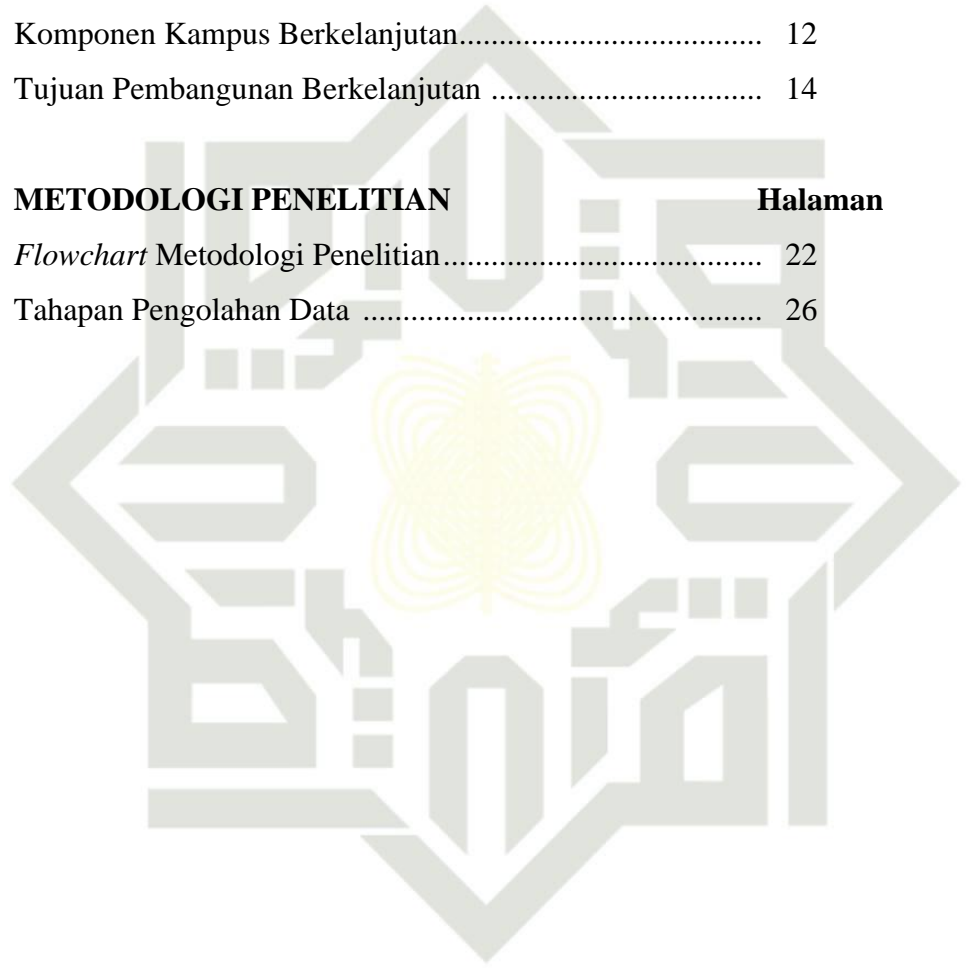 Komponen Kampus Berkelanjutan...................................... 12
Tujuan Pembangunan Berkelanjutan .................................. 14
METODOLOGI PENELITIAN Halaman
Flowchart Metodologi Penelitian........................................ 22
Tahapan Pengolahan Data .................................................. 26